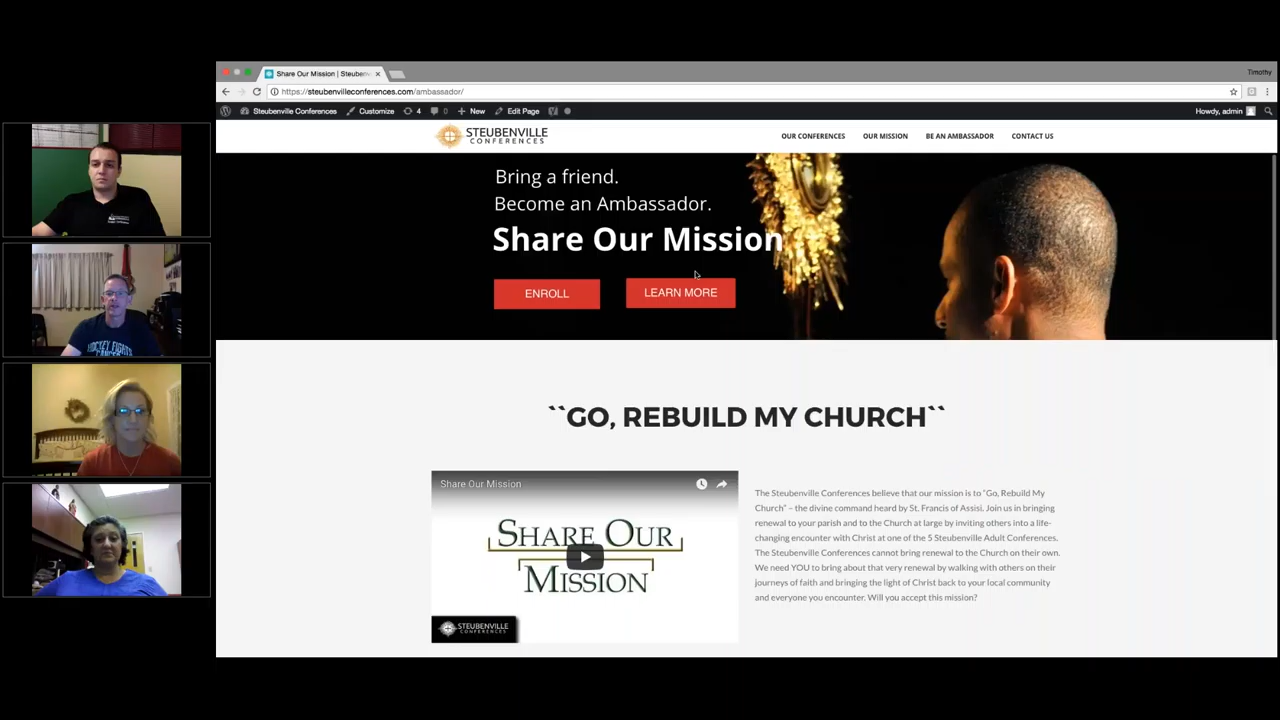 Share Our Mission | Steubenv
Timothy
https://steubenvilleconferences.com/ambassador/
Steubenville Conferences Customize 4 0 New Edit Page Howdy, admin
STEUBENVILLE
CONFERENCES
OUR CONFERENCES OUR MISSION BE AN AMBASSADOR CONTACT US
Bring a friend.
Become an Ambassador.
Share Our Mission
ENROLL LEARN MORE
``GO, REBUILD MY CHURCH``
Share Our Mission
SHARE OUR
MISSION
STEUBENVILLE
CONFERENCES
The Steubenville Conferences believe that our mission is to "Go, Rebuild My
Church" – the divine command heard by St. Francis of Assisi. Join us in bringing
renewal to your parish and to the Church at large by inviting others into a life-
changing encounter with Christ at one of the 5 Steubenville Adult Conferences.
The Steubenville Conferences cannot bring renewal to the Church on their own.
We need YOU to bring about that very renewal by walking with others on their
journeys of faith and bringing the light of Christ back to your local community
and everyone you encounter. Will you accept this mission?
HOCKEY FIGHTS
CANCER